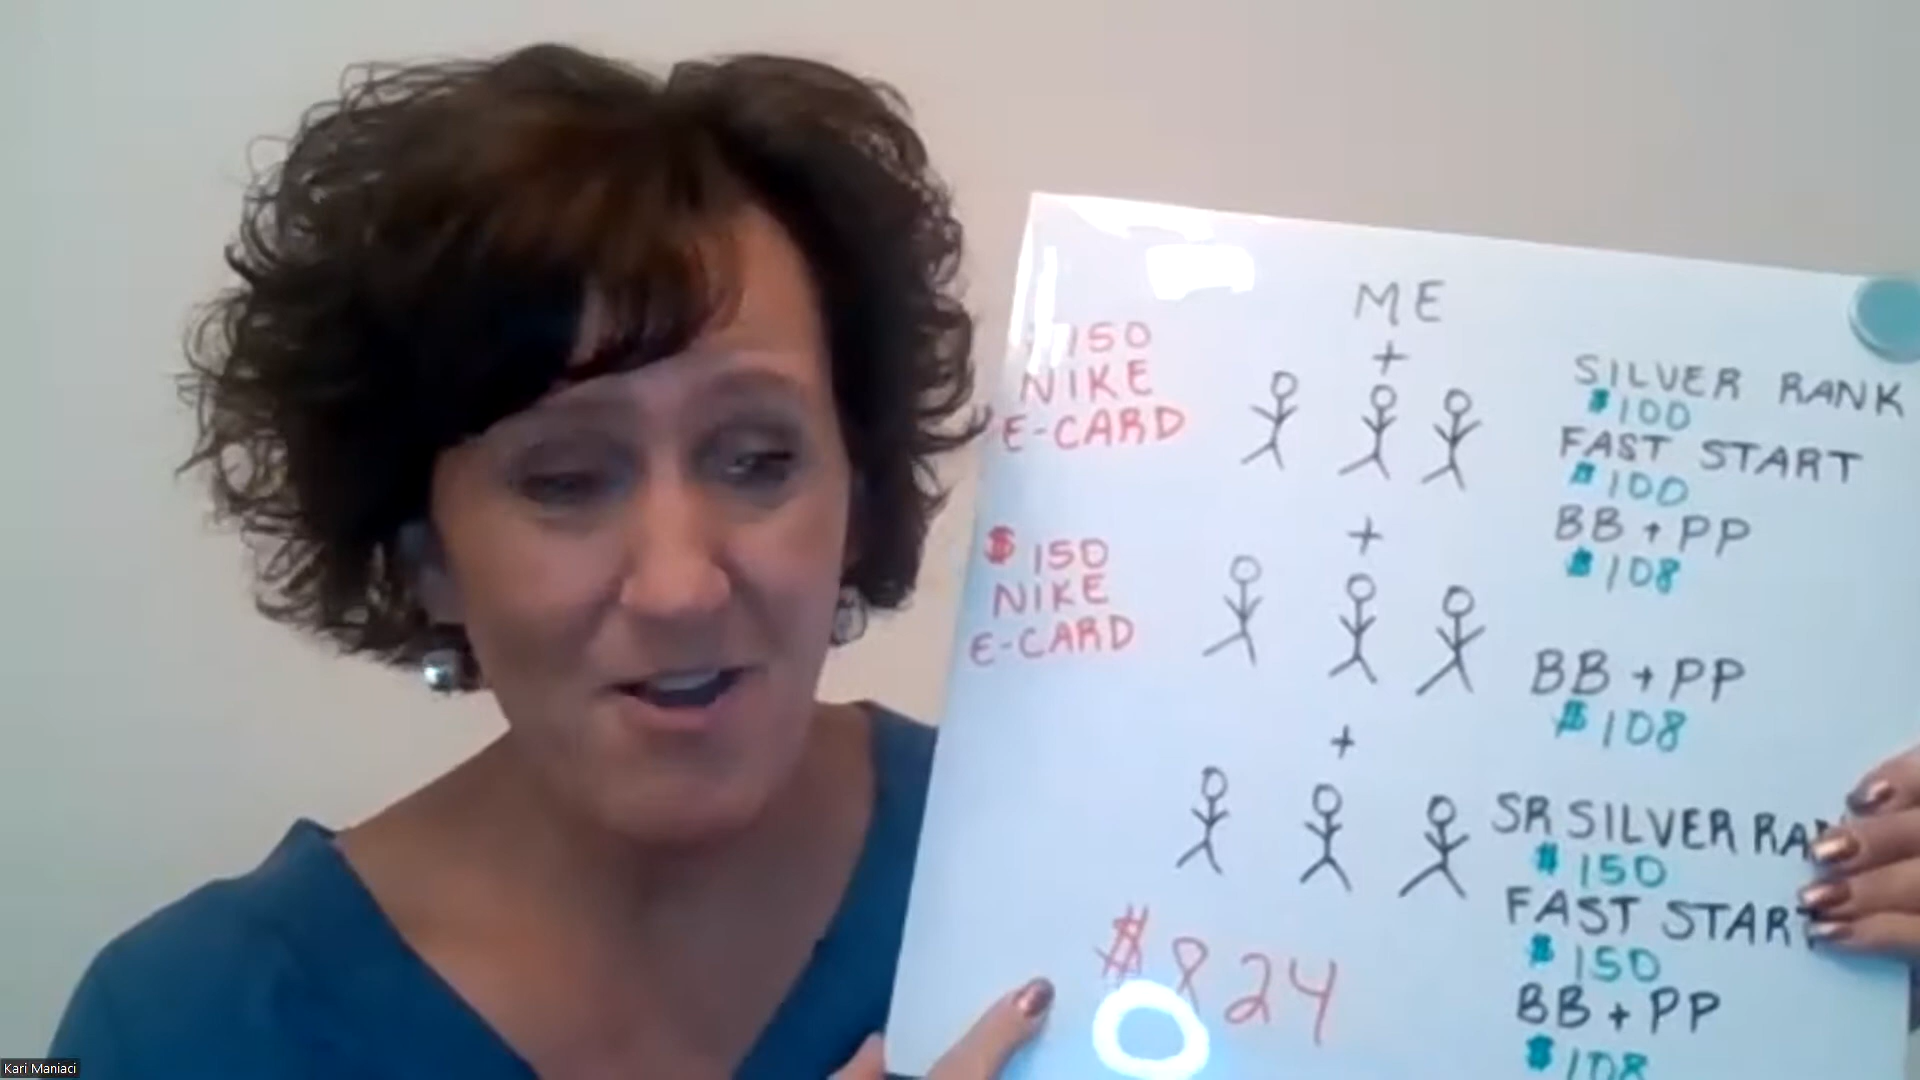 ME
+
150
NIKE
E-CARD
SILVER RANK
$100
FAST START
$100
BB + PP
$108
+
$150
NIKE
E-CARD
BB + PP
$108
+
SR SILVER RA
$150
FAST START
$150
BB + PP
$108
$824
Kari Maniaci